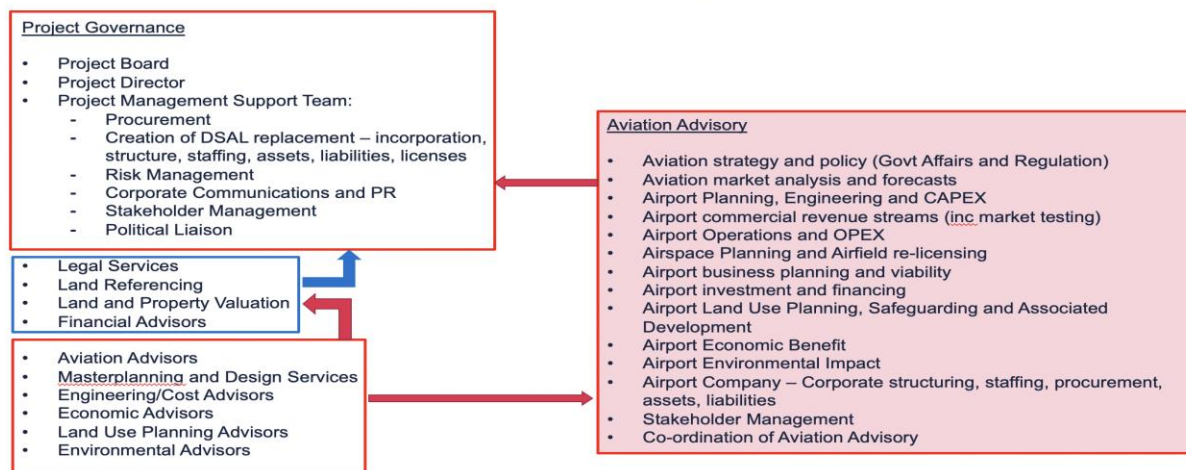 Project Governance
• Project Board
• Project Director
• Project Management Support Team:
- Procurement
- Creation of DSAL replacement – incorporation,
structure, staffing, assets, liabilities, licenses
- Risk Management
- Corporate Communications and PR
- Stakeholder Management
- Political Liaison
• Legal Services
• Land Referencing
• Land and Property Valuation
• Financial Advisors
• Aviation Advisors
• Masterplanning and Design Services
• Engineering/Cost Advisors
• Economic Advisors
• Land Use Planning Advisors
• Environmental Advisors
Aviation Advisory
• Aviation strategy and policy (Govt Affairs and Regulation)
• Aviation market analysis and forecasts
• Airport Planning, Engineering and CAPEX
• Airport commercial revenue streams (inc market testing)
• Airport Operations and OPEX
• Airspace Planning and Airfield re-licensing
• Airport business planning and viability
• Airport investment and financing
• Airport Land Use Planning, Safeguarding and Associated
Development
• Airport Economic Benefit
• Airport Environmental Impact
• Airport Company – Corporate structuring, staffing, procurement,
assets, liabilities
• Stakeholder Management
• Co-ordination of Aviation Advisory